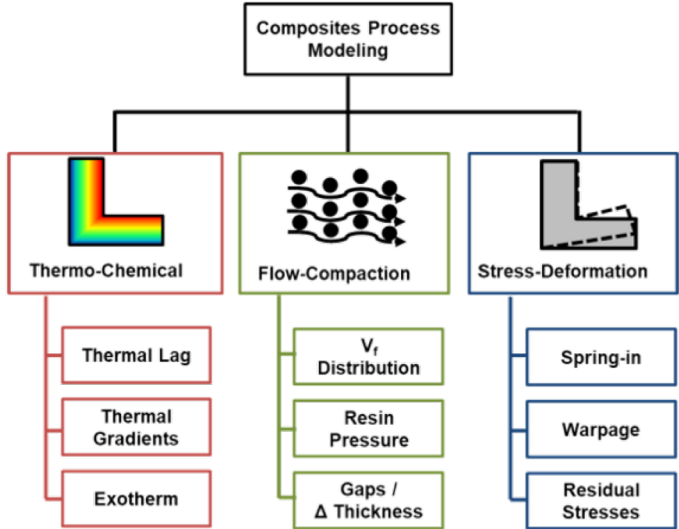 Composites Process
Modeling
Thermo-Chemical
Flow-Compaction
Stress-Deformation
Thermal Lag
Thermal
Gradients
Exotherm
Vf
Distribution
Resin
Pressure
Gaps /
Δ Thickness
Spring-in
Warpage
Residual
Stresses